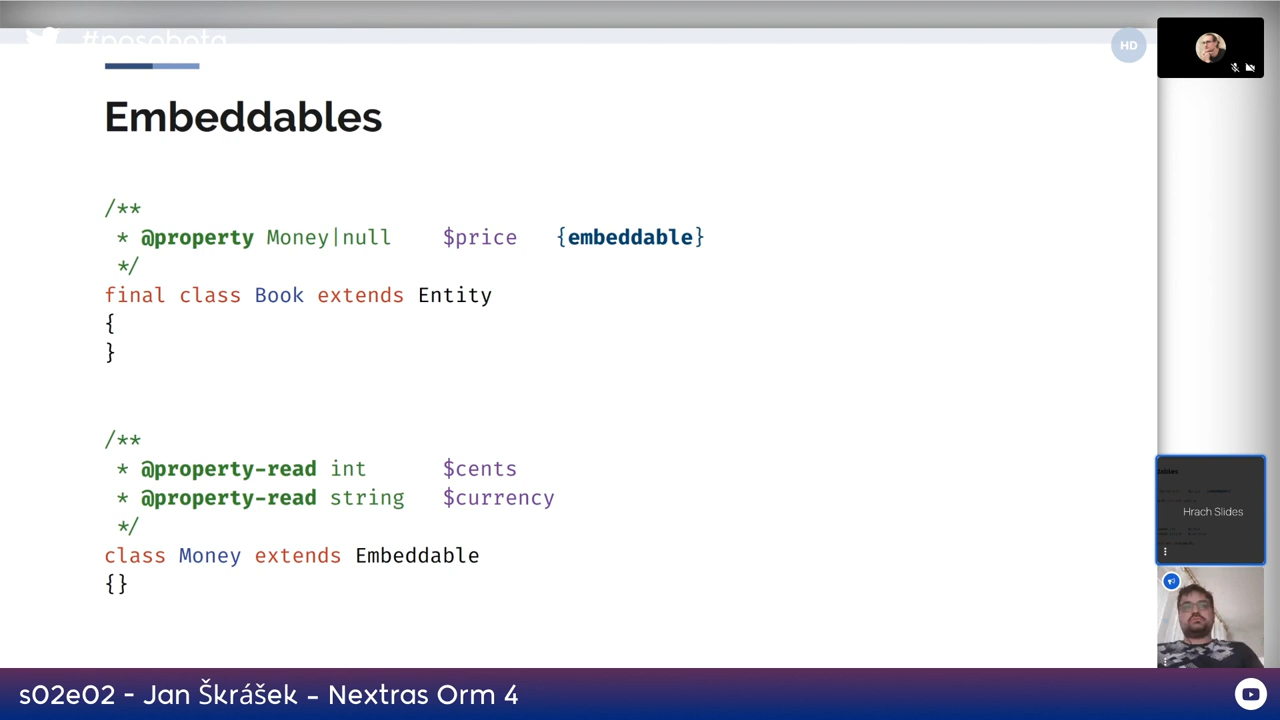 #posobota
HD
Embeddables
/**
* @property Money|null $price {embeddable}
*/
final class Book extends Entity
{
}
/**
* @property-read int $cents
* @property-read string $currency
*/
class Money extends Embeddable
{}
Hrach Slides
s02e02 - Jan Škrášek - Nextras Orm 4